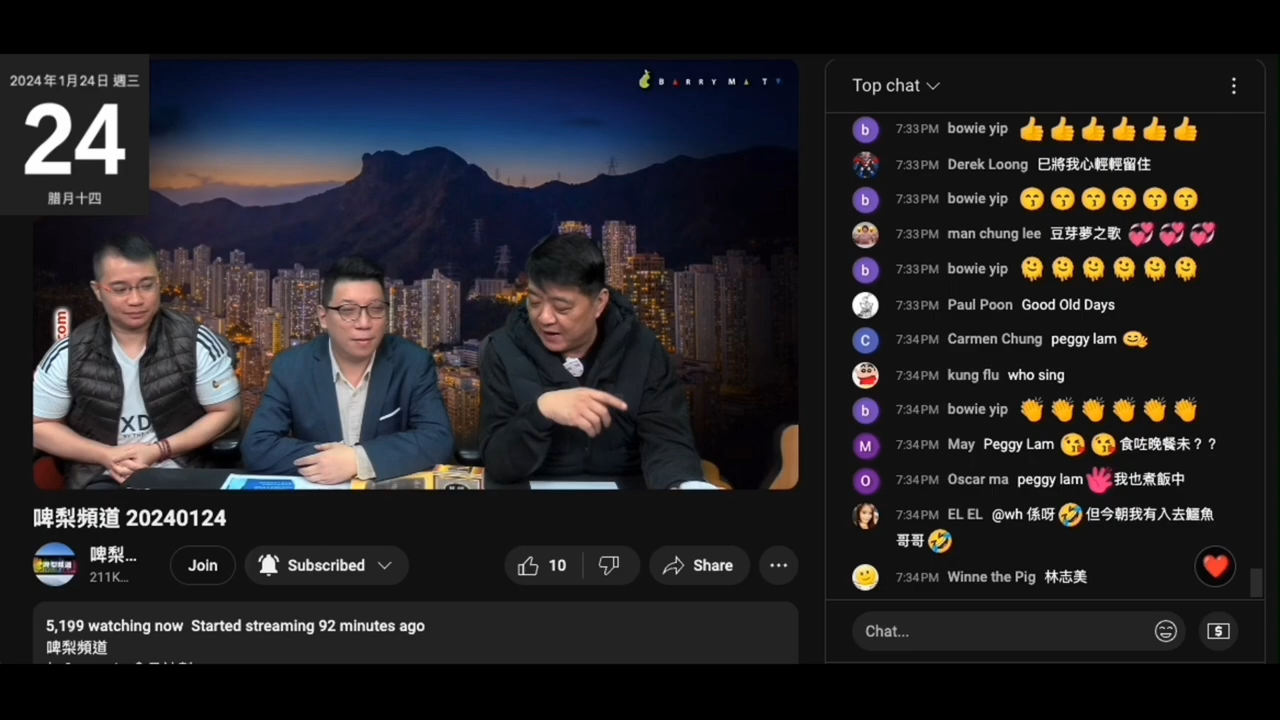 2024年1月24日 週三
24
腊月十四
BARRY MA TV
.com
XD
啤梨頻道 20240124
啤梨...
211K...
Join
Subscribed
10
Share
5,199 watching now Started streaming 92 minutes ago
啤梨頻道
Top chat
7:33 PM bowie yip 👍👍👍👍👍👍
7:33 PM Derek Loong 巳將我心輕輕留住
7:33 PM bowie yip 😙😙😙😙😙😙
7:33 PM man chung lee 豆芽夢之歌 💞💞💞
7:33 PM bowie yip 🫠🫠🫠🫠🫠🫠
7:33 PM Paul Poon Good Old Days
7:34 PM Carmen Chung peggy lam
7:34 PM kung flu who sing
7:34 PM bowie yip 👏👏👏👏👏👏
7:34 PM May Peggy Lam 😘😘食咗晚餐未？？
7:34 PM Oscar ma peggy lam👋我也煮飯中
7:34 PM EL EL @wh 係呀🤣但今朝我有入去鱷魚
哥哥🤣
7:34 PM Winne the Pig 林志美
Chat...